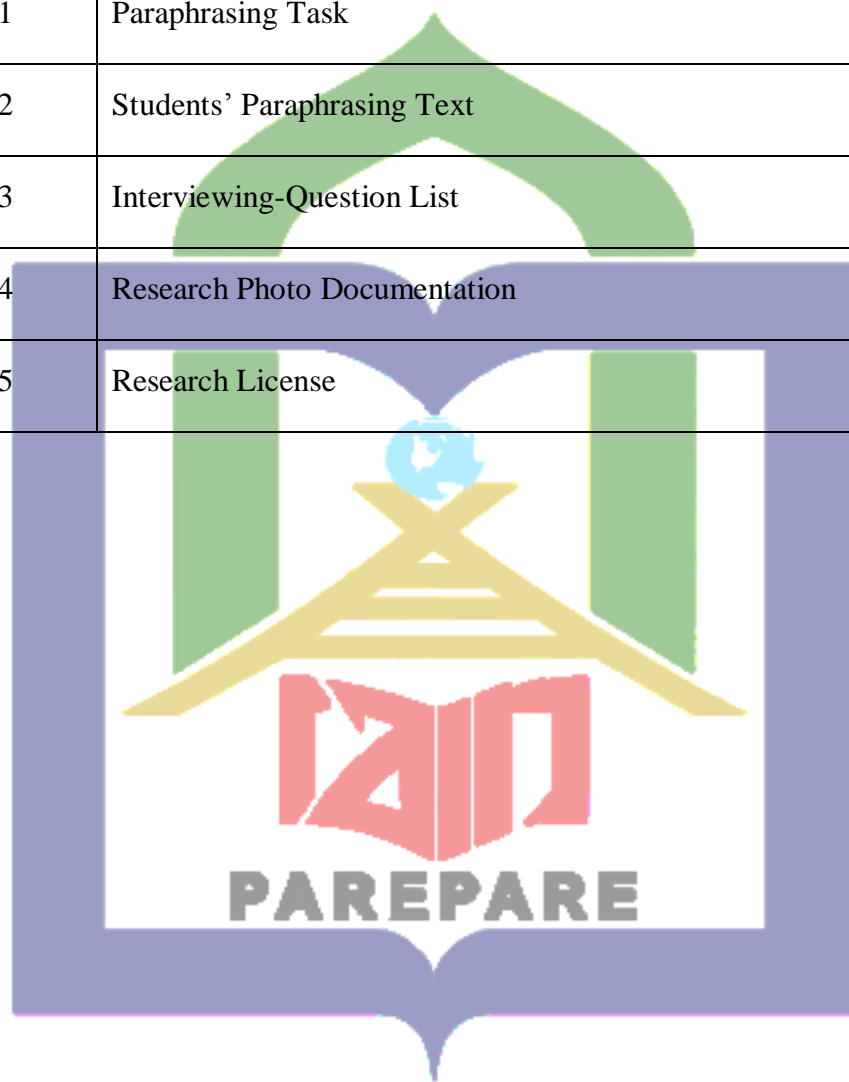 1 Paraphrasing Task
2 Students’ Paraphrasing Text
3 Interviewing-Question List
4 Research Photo Documentation
5 Research License
iain
PAREPARE